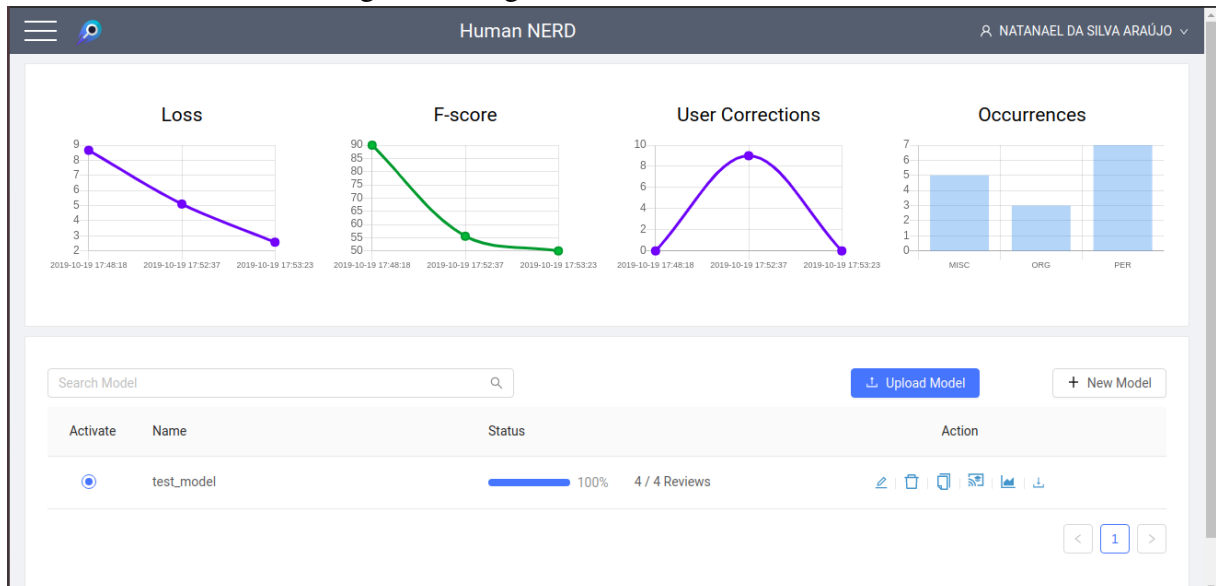 Human NERD
NATANAEL DA SILVA ARAÚJO
Loss
9
8
7
6
5
4
3
2
2019-10-19 17:48:18 2019-10-19 17:52:37 2019-10-19 17:53:23
F-score
90
85
80
75
70
65
60
55
50
2019-10-19 17:48:18 2019-10-19 17:52:37 2019-10-19 17:53:23
User Corrections
10
8
6
4
2
0
2019-10-19 17:48:18 2019-10-19 17:52:37 2019-10-19 17:53:23
Occurrences
7
6
5
4
3
2
1
0
MISC ORG PER
Search Model
Upload Model
+ New Model
Activate Name Status Action
test_model 100% 4 / 4 Reviews
< 1 >